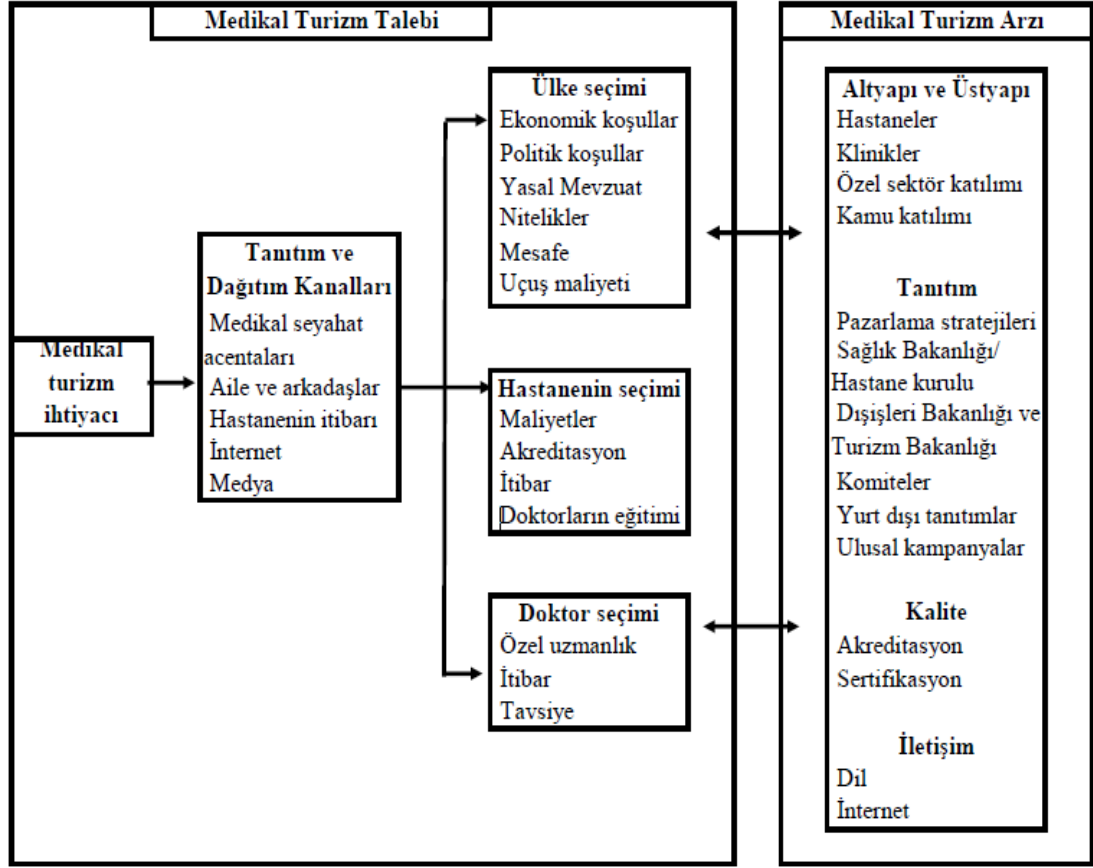 Medikal Turizm Talebi
Medikal
turizm
ihtiyacı
Tanıtım ve
Dağıtım Kanalları
Medikal seyahat
acentaları
Aile ve arkadaşlar
Hastanenin itibarı
İnternet
Medya
Ülke seçimi
Ekonomik koşullar
Politik koşullar
Yasal Mevzuat
Nitelikler
Mesafe
Uçuş maliyeti
Hastanenin seçimi
Maliyetler
Akreditasyon
İtibar
Doktorların eğitimi
Doktor seçimi
Özel uzmanlık
İtibar
Tavsiye
Medikal Turizm Arzı
Altyapı ve Üstyapı
Hastaneler
Klinikler
Özel sektör katılımı
Kamu katılımı
Tanıtım
Pazarlama stratejileri
Sağlık Bakanlığı/
Hastane kurulu
Dışişleri Bakanlığı ve
Turizm Bakanlığı
Komiteler
Yurt dışı tanıtımlar
Ulusal kampanyalar
Kalite
Akreditasyon
Sertifikasyon
İletişim
Dil
İnternet